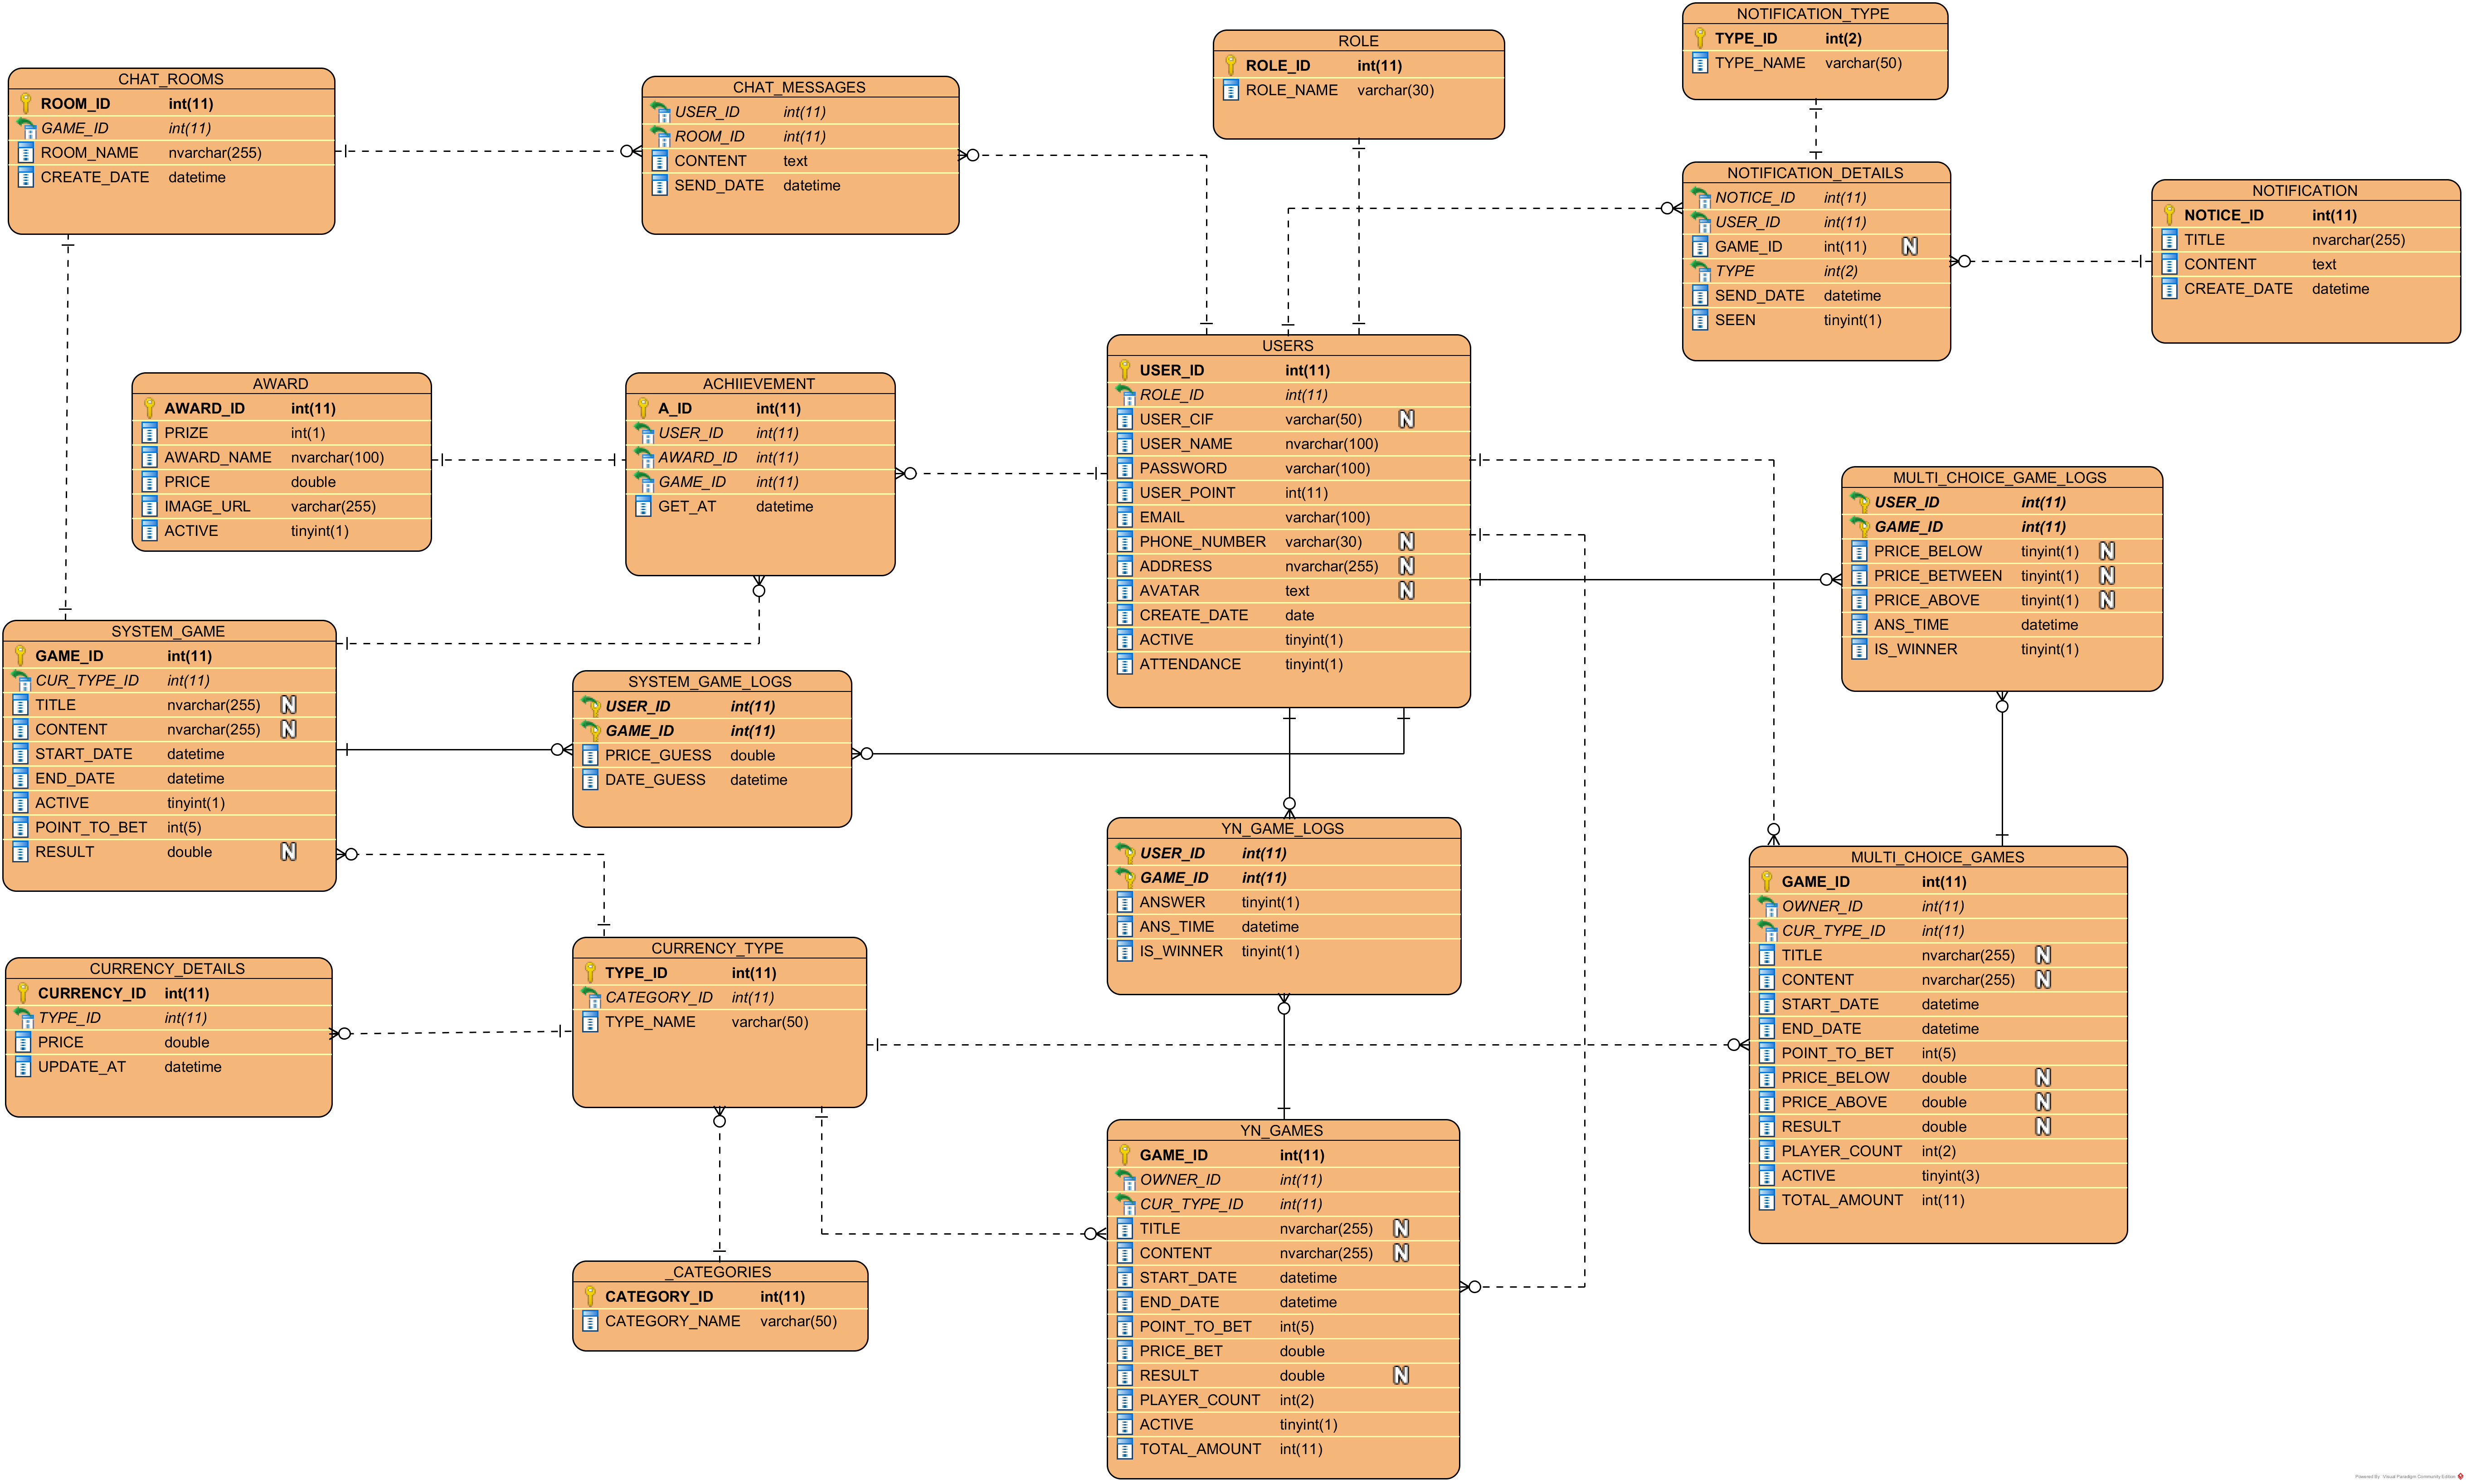 CHAT_ROOMS
ROOM_ID int(11)
GAME_ID int(11)
ROOM_NAME nvarchar(255)
CREATE_DATE datetime
CHAT_MESSAGES
USER_ID int(11)
ROOM_ID int(11)
CONTENT text
SEND_DATE datetime
ROLE
ROLE_ID int(11)
ROLE_NAME varchar(30)
NOTIFICATION_TYPE
TYPE_ID int(2)
TYPE_NAME varchar(50)
NOTIFICATION_DETAILS
NOTICE_ID int(11)
USER_ID int(11)
GAME_ID int(11) N
TYPE int(2)
SEND_DATE datetime
SEEN tinyint(1)
NOTIFICATION
NOTICE_ID int(11)
TITLE nvarchar(255)
CONTENT text
CREATE_DATE datetime
AWARD
AWARD_ID int(11)
PRIZE int(1)
AWARD_NAME nvarchar(100)
PRICE double
IMAGE_URL varchar(255)
ACTIVE tinyint(1)
ACHIIEVEMENT
A_ID int(11)
USER_ID int(11)
AWARD_ID int(11)
GAME_ID int(11)
GET_AT datetime
USERS
USER_ID int(11)
ROLE_ID int(11)
USER_CIF varchar(50) N
USER_NAME nvarchar(100)
PASSWORD varchar(100)
USER_POINT int(11)
EMAIL varchar(100)
PHONE_NUMBER varchar(30) N
ADDRESS nvarchar(255) N
AVATAR text N
CREATE_DATE date
ACTIVE tinyint(1)
ATTENDANCE tinyint(1)
MULTI_CHOICE_GAME_LOGS
USER_ID int(11)
GAME_ID int(11)
PRICE_BELOW tinyint(1) N
PRICE_BETWEEN tinyint(1) N
PRICE_ABOVE tinyint(1) N
ANS_TIME datetime
IS_WINNER tinyint(1)
SYSTEM_GAME
GAME_ID int(11)
CUR_TYPE_ID int(11)
TITLE nvarchar(255) N
CONTENT nvarchar(255) N
START_DATE datetime
END_DATE datetime
ACTIVE tinyint(1)
POINT_TO_BET int(5)
RESULT double N
SYSTEM_GAME_LOGS
USER_ID int(11)
GAME_ID int(11)
PRICE_GUESS double
DATE_GUESS datetime
YN_GAME_LOGS
USER_ID int(11)
GAME_ID int(11)
ANSWER tinyint(1)
ANS_TIME datetime
IS_WINNER tinyint(1)
MULTI_CHOICE_GAMES
GAME_ID int(11)
OWNER_ID int(11)
CUR_TYPE_ID int(11)
TITLE nvarchar(255) N
CONTENT nvarchar(255) N
START_DATE datetime
END_DATE datetime
POINT_TO_BET int(5)
PRICE_BELOW double N
PRICE_ABOVE double N
RESULT double N
PLAYER_COUNT int(2)
ACTIVE tinyint(3)
TOTAL_AMOUNT int(11)
CURRENCY_DETAILS
CURRENCY_ID int(11)
TYPE_ID int(11)
PRICE double
UPDATE_AT datetime
CURRENCY_TYPE
TYPE_ID int(11)
CATEGORY_ID int(11)
TYPE_NAME varchar(50)
_CATEGORIES
CATEGORY_ID int(11)
CATEGORY_NAME varchar(50)
YN_GAMES
GAME_ID int(11)
OWNER_ID int(11)
CUR_TYPE_ID int(11)
TITLE nvarchar(255) N
CONTENT nvarchar(255) N
START_DATE datetime
END_DATE datetime
POINT_TO_BET int(5)
PRICE_BET double
RESULT double N
PLAYER_COUNT int(2)
ACTIVE tinyint(1)
TOTAL_AMOUNT int(11)
Powered By: Visual Paradigm Community Edition